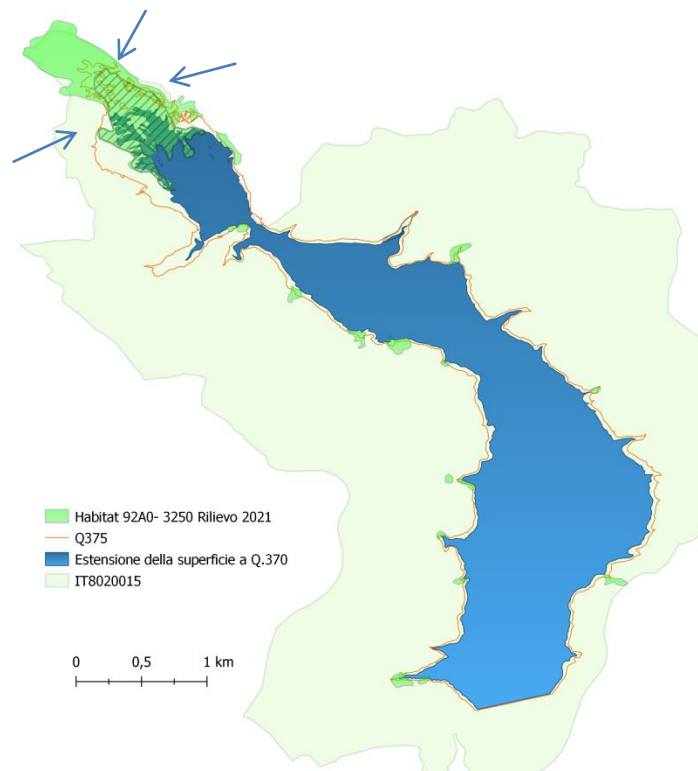 Habitat 92A0- 3250 Rilievo 2021
Q375
Estensione della superficie a Q.370
IT8020015
0 0,5 1 km